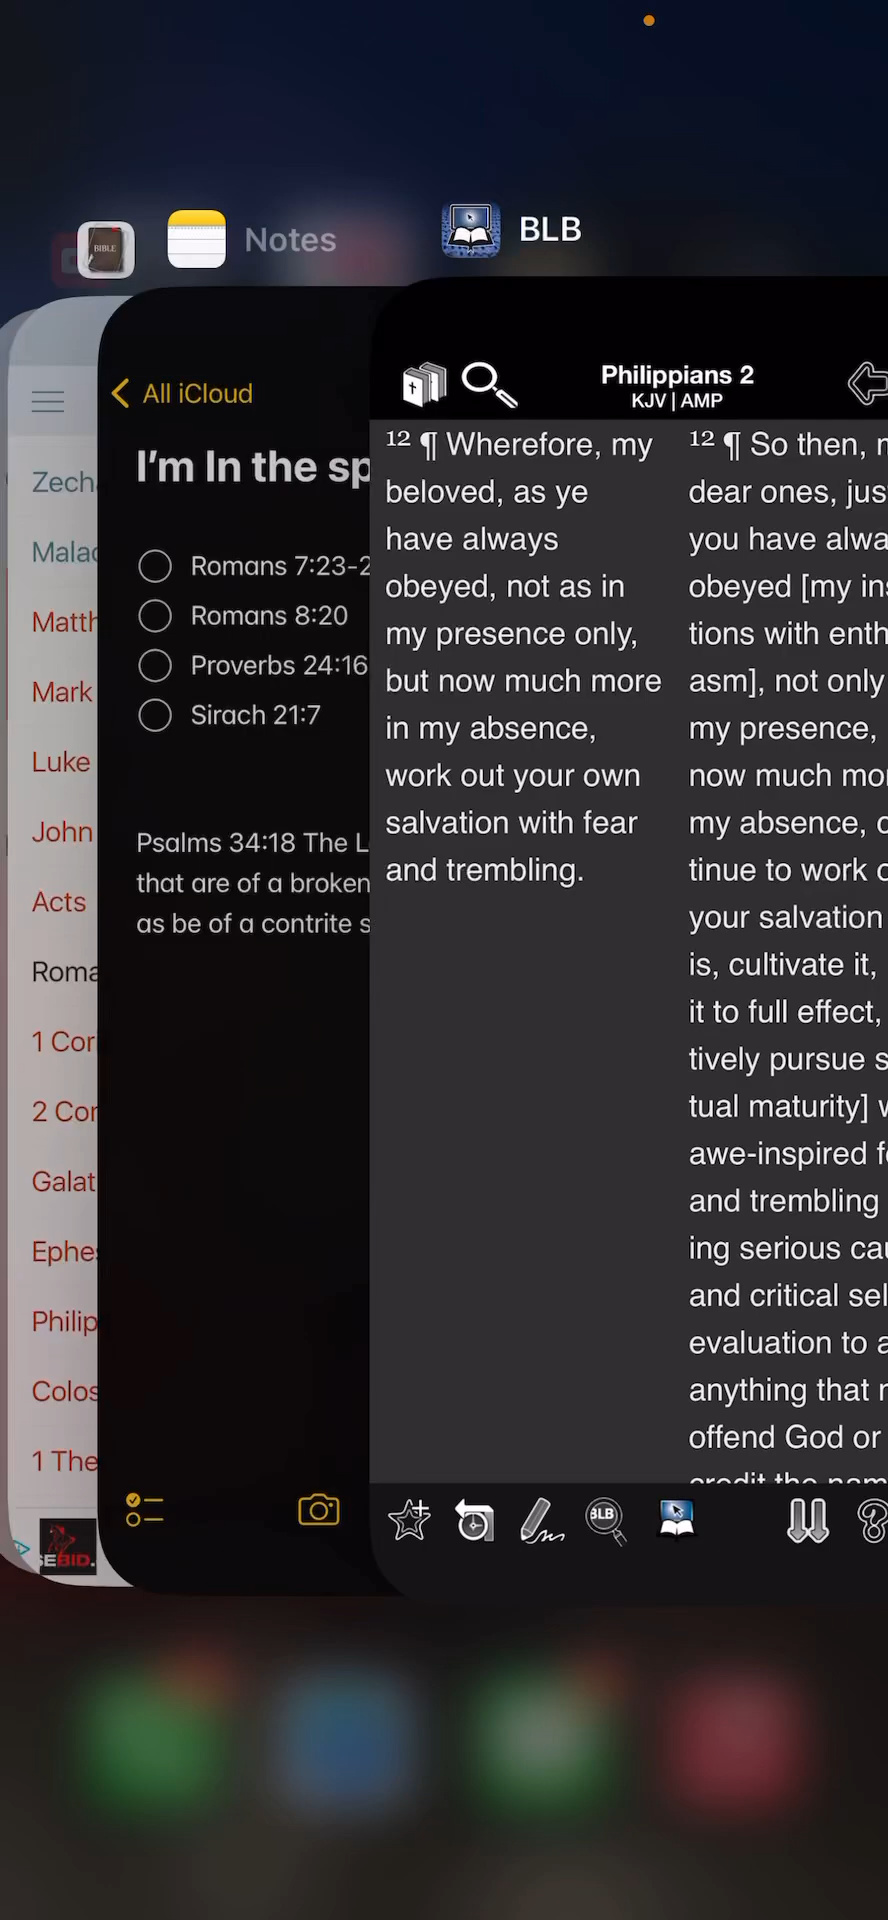 BIBLE
Notes
BLB
Zech
Malac
Matth
Mark
Luke
John
Acts
Roma
1 Cor
2 Cor
Galat
Ephe
Philip
Colos
1 The
EBID.
All iCloud
I'm In the sp
Romans 7:23-2
Romans 8:20
Proverbs 24:16
Sirach 21:7
Psalms 34:18 The L
that are of a broken
as be of a contrite s
Philippians 2
KJV | AMP
12 ¶ Wherefore, my
beloved, as ye
have always
obeyed, not as in
my presence only,
but now much more
in my absence,
work out your own
salvation with fear
and trembling.
12 ¶ So then, m
dear ones, jus
you have alwa
obeyed [my ins
tions with enth
asm], not only
my presence,
now much mor
my absence, c
tinue to work o
your salvation
is, cultivate it,
it to full effect,
tively pursue s
tual maturity] w
awe-inspired fe
and trembling
ing serious cau
and critical sel
evaluation to a
anything that m
offend God or
credit the nam
BLB